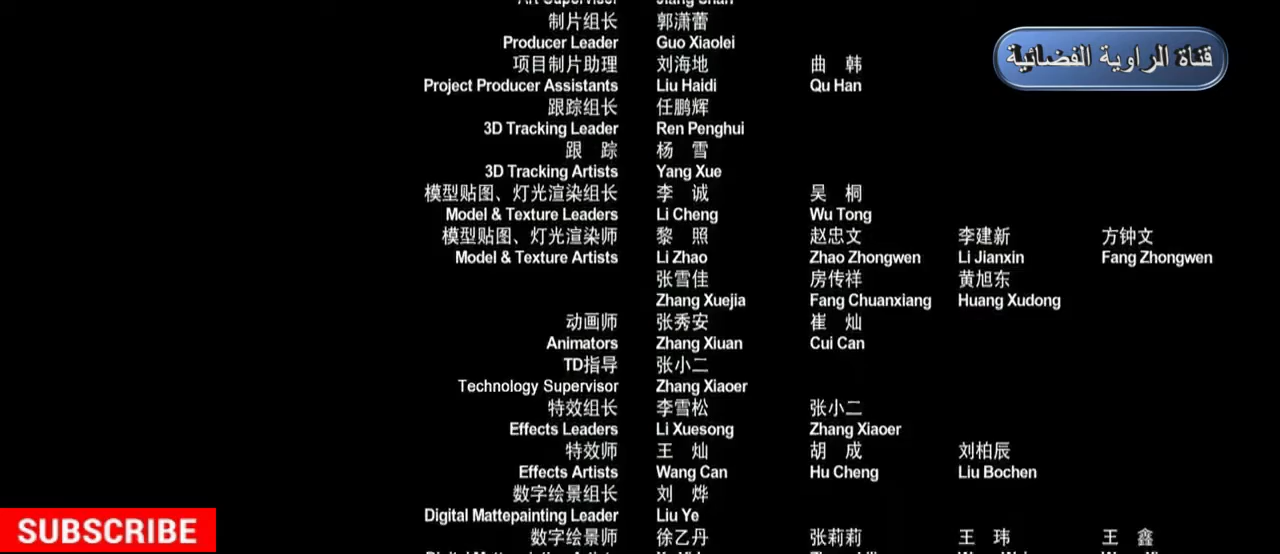 Art Supervisor Jiang Shan
制片组长 郭潇蕾
Producer Leader Guo Xiaolei
项目制片助理 刘海地 曲 韩
Project Producer Assistants Liu Haidi Qu Han
跟踪组长 任鹏辉
3D Tracking Leader Ren Penghui
跟 踪 杨 雪
3D Tracking Artists Yang Xue
模型贴图、灯光渲染组长 李 诚 吴 桐
Model & Texture Leaders Li Cheng Wu Tong
模型贴图、灯光渲染师 黎 照 赵忠文 李建新 方钟文
Model & Texture Artists Li Zhao Zhao Zhongwen Li Jianxin Fang Zhongwen
张雪佳 房传祥 黄旭东
Zhang Xuejia Fang Chuanxiang Huang Xudong
动画师 张秀安 崔 灿
Animators Zhang Xiuan Cui Can
TD指导 张小二
Technology Supervisor Zhang Xiaoer
特效组长 李雪松 张小二
Effects Leaders Li Xuesong Zhang Xiaoer
特效师 王 灿 胡 成 刘柏辰
Effects Artists Wang Can Hu Cheng Liu Bochen
数字绘景组长 刘 烨
Digital Mattepainting Leader Liu Ye
数字绘景师 徐乙丹 张莉莉 王 玮 王 鑫
قناة الراوية الفضائية
SUBSCRIBE